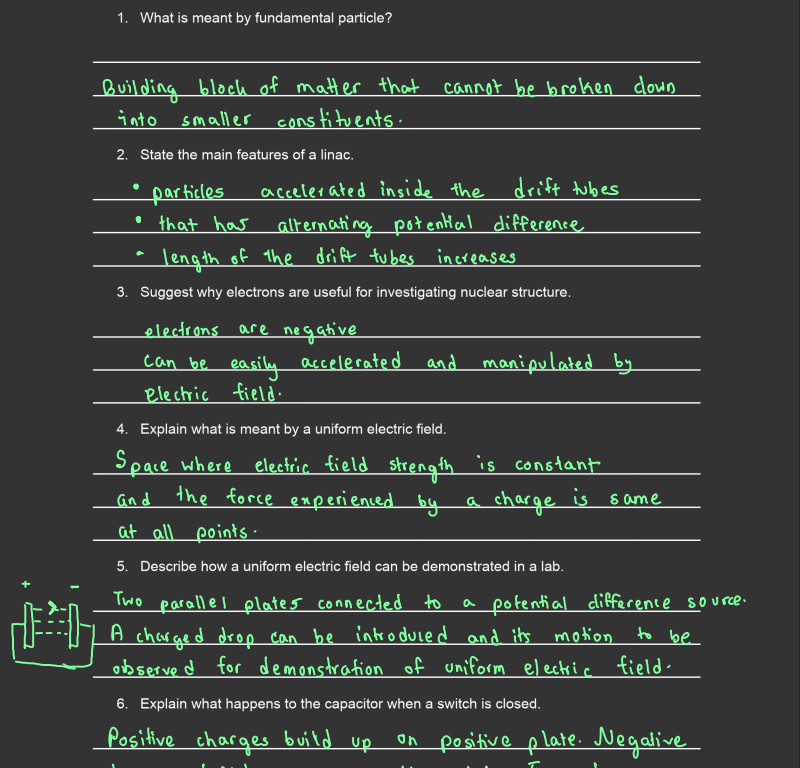 1. What is meant by fundamental particle?
Building block of matter that cannot be broken down
into smaller constituents.
2. State the main features of a linac.
• particles accelerated inside the drift tubes
• that has alternating potential difference
- length of the drift tubes increases
3. Suggest why electrons are useful for investigating nuclear structure.
electrons are negative
can be easily accelerated and manipulated by
electric field.
4. Explain what is meant by a uniform electric field.
Space where electric field strength is constant
and the force experienced by a charge is same
at all points.
5. Describe how a uniform electric field can be demonstrated in a lab.
+ -
Two parallel plates connected to a potential difference source.
A charged drop can be introduced and its motion to be
observed for demonstration of uniform electric field.
6. Explain what happens to the capacitor when a switch is closed.
Positive charges build up on positive plate. Negative